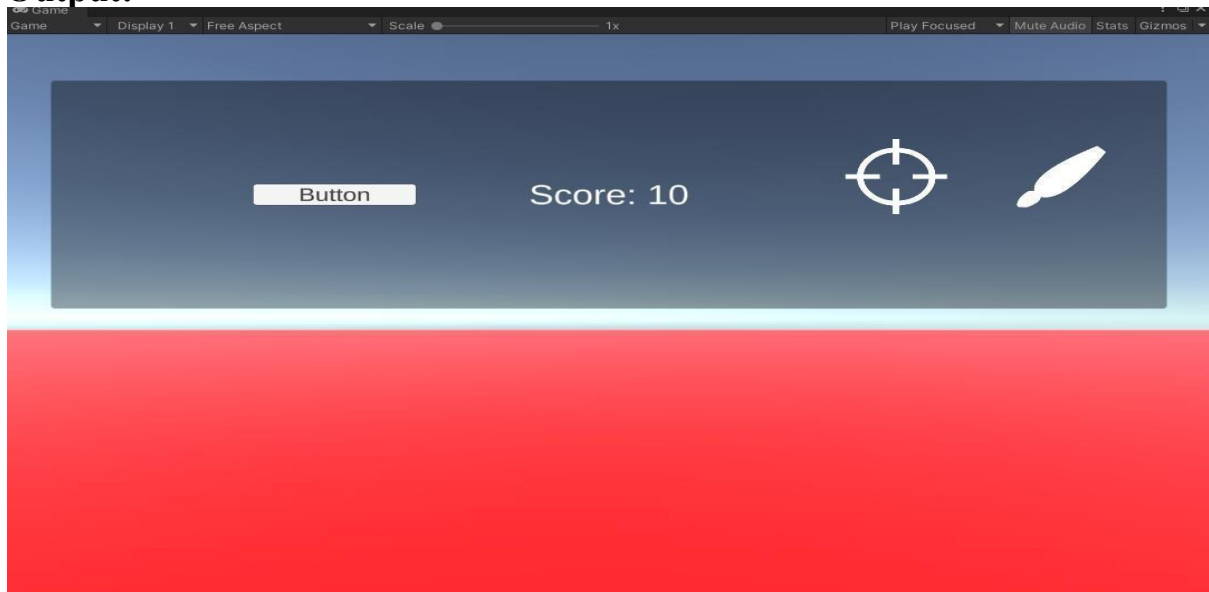 Output:
Game
Game Display 1 Free Aspect Scale 1x Play Focused Mute Audio Stats Gizmos
Button Score: 10